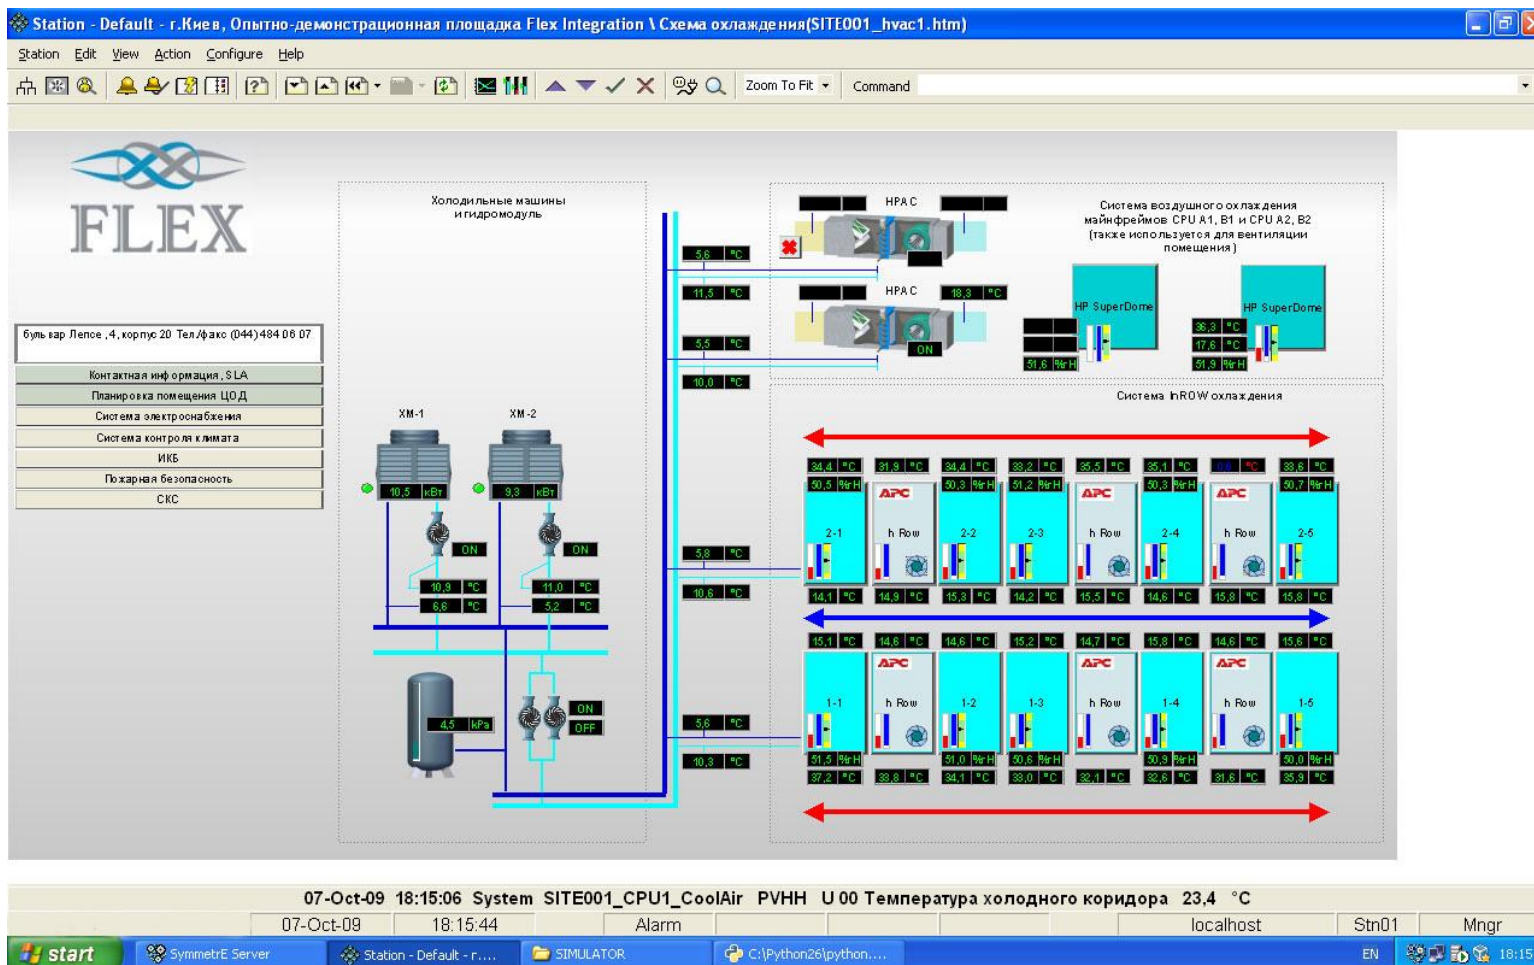 Station - Default - г.Киев, Опытно-демонстрационная площадка Flex Integration \ Схема охлаждения(SITE001_hvac1.htm)
Station Edit View Action Configure Help
Zoom To Fit Command
FLEX
бульвар Лепсе ,4, корпус 20 Тел./факс (044) 484 06 07
Контактная информация, SLA
Планировка помещения ЦОД
Система электроснабжения
Система контроля климата
ИКБ
Пожарная безопасность
СКС
Холодильные машины
и гидромодуль
ХМ-1 ХМ-2
10,5 кВт 9,3 кВт
ON ON
10,9 °C 11,0 °C
6,6 °C 5,2 °C
4,5 kPa
ON
OFF
5,6 °C
11,5 °C
5,5 °C
10,0 °C
5,8 °C
10,6 °C
5,6 °C
10,3 °C
HPAC
HPAC
18,3 °C
ON
Система воздушного охлаждения
майнфреймов CPU A1, B1 и CPU A2, B2
(также используется для вентиляции
помещения)
HP SuperDome HP SuperDome
36,3 °C
17,6 °C
51,6 %rH 51,9 %rH
Система InROW охлаждения
34,4 °C 31,9 °C 34,4 °C 33,2 °C 35,5 °C 35,1 °C 0,0 °C 33,6 °C
50,5 %rH APC 50,3 %rH 51,2 %rH APC 50,3 %rH APC 50,7 %rH
2-1 h Row 2-2 2-3 h Row 2-4 h Row 2-5
14,1 °C 14,9 °C 15,3 °C 14,2 °C 15,5 °C 14,6 °C 15,8 °C 15,8 °C
15,1 °C 14,6 °C 14,6 °C 15,2 °C 14,7 °C 15,8 °C 14,6 °C 15,6 °C
APC APC APC
1-1 h Row 1-2 1-3 h Row 1-4 h Row 1-5
51,5 %rH 51,0 %rH 50,6 %rH 50,9 %rH 50,0 %rH
37,2 °C 33,8 °C 34,1 °C 33,0 °C 32,1 °C 32,6 °C 31,6 °C 35,9 °C
07-Oct-09 18:15:06 System SITE001_CPU1_CoolAir PVHH U 00 Температура холодного коридора 23,4 °C
07-Oct-09 18:15:44 Alarm localhost Stn01 Mngr
start SymmetrE Server Station - Default - г.... SIMULATOR C:\Python26\python.... EN 18:15